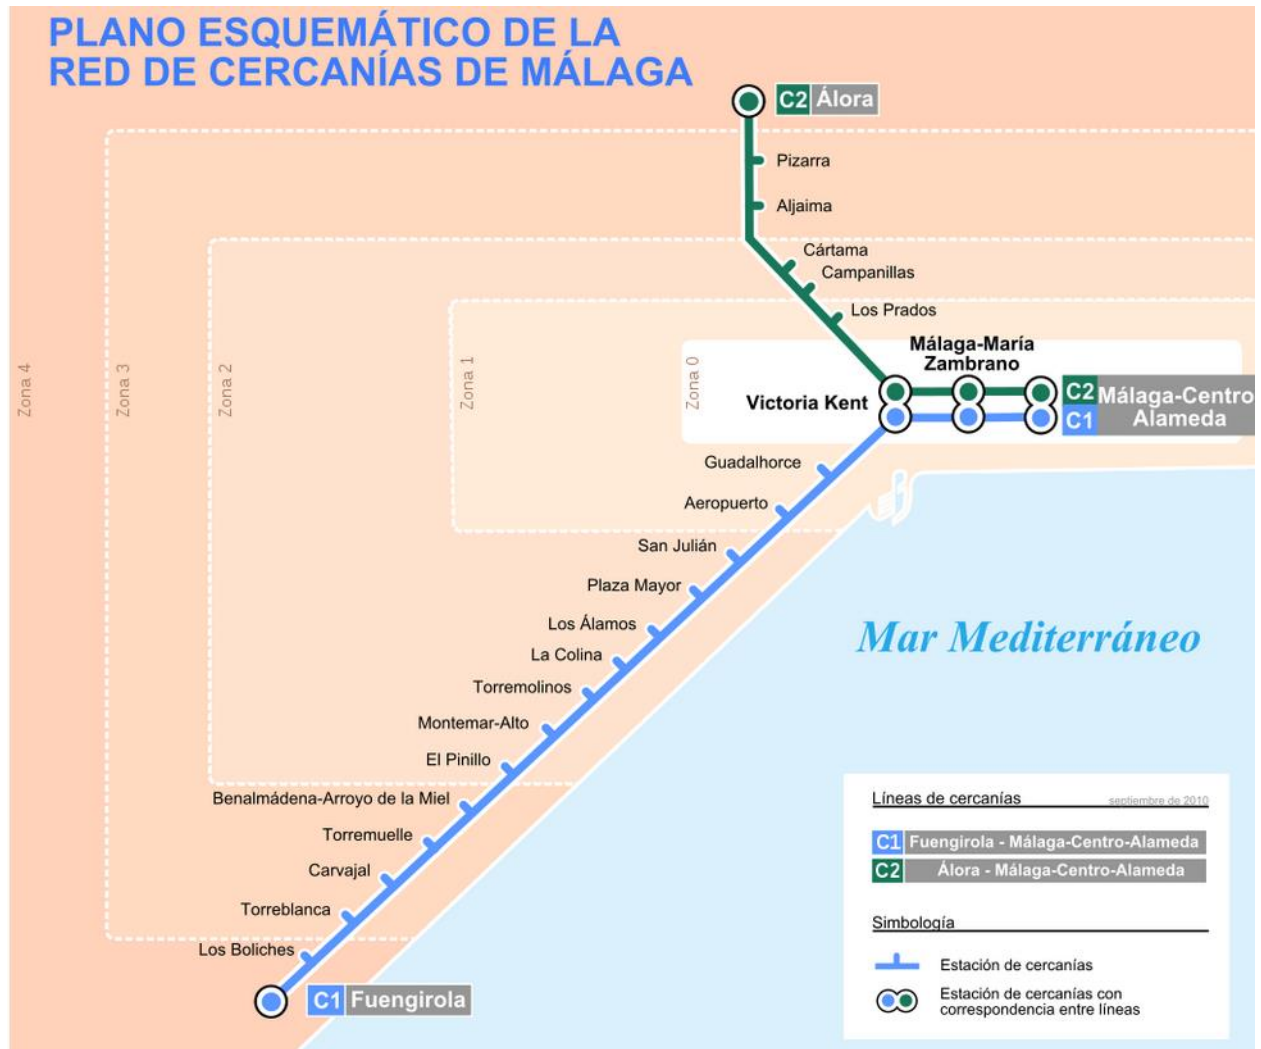 PLANO ESQUEMÁTICO DE LA
RED DE CERCANÍAS DE MÁLAGA
C2 Álora
Pizarra
Aljaima
Cártama
Campanillas
Los Prados
Málaga-María
Zambrano
Victoria Kent
C2
C1
Málaga-Centro
Alameda
Zona 4
Zona 3
Zona 2
Zona 1
Zona 0
Guadalhorce
Aeropuerto
San Julián
Plaza Mayor
Los Álamos
La Colina
Torremolinos
Montemar-Alto
El Pinillo
Benalmádena-Arroyo de la Miel
Torremuelle
Carvajal
Torreblanca
Los Boliches
C1 Fuengirola
Mar Mediterráneo
Líneas de cercanías septiembre de 2010
C1 Fuengirola - Málaga-Centro-Alameda
C2 Álora - Málaga-Centro-Alameda
Simbología
Estación de cercanías
Estación de cercanías con
correspondencia entre líneas